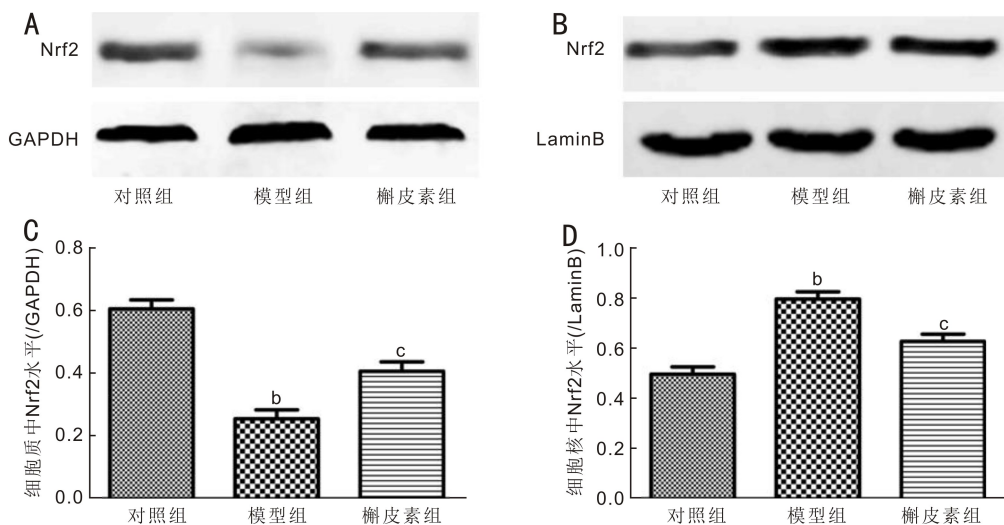 A
Nrf2
GAPDH
对照组 模型组 槲皮素组
B
Nrf2
LaminB
对照组 模型组 槲皮素组
C
细胞质中Nrf2水平(/GAPDH)
0.8
0.6
0.4
0.2
0.0
b
c
对照组 模型组 槲皮素组
D
细胞核中Nrf2水平(/LaminB)
1.0
0.8
0.6
0.4
0.2
0.0
b
c
对照组 模型组 槲皮素组